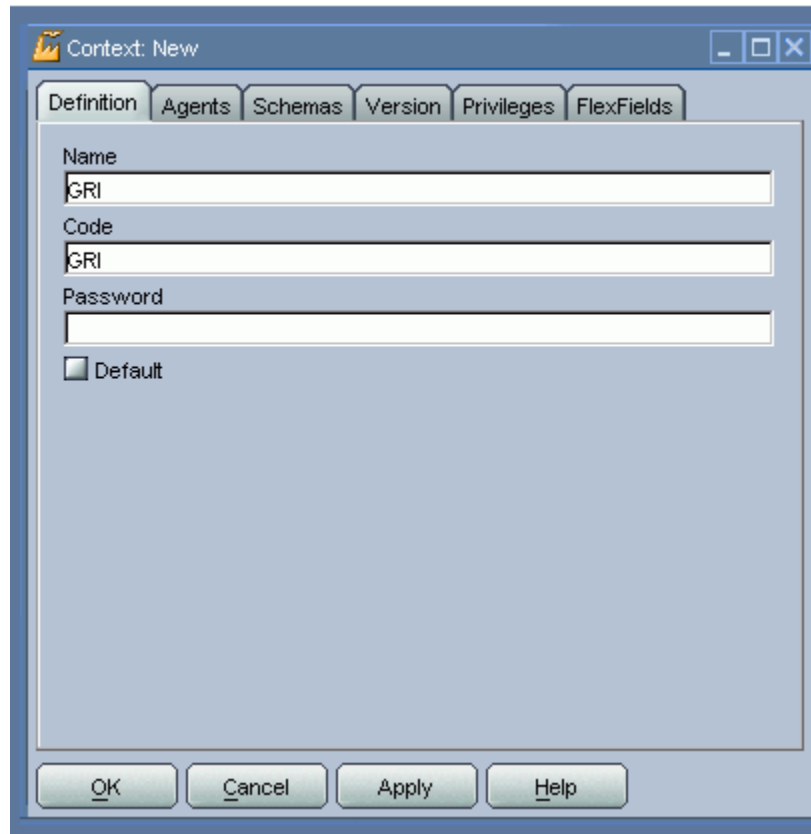 Context: New
Definition Agents Schemas Version Privileges FlexFields
Name
GRI
Code
GRI
Password
Default
OK Cancel Apply Help